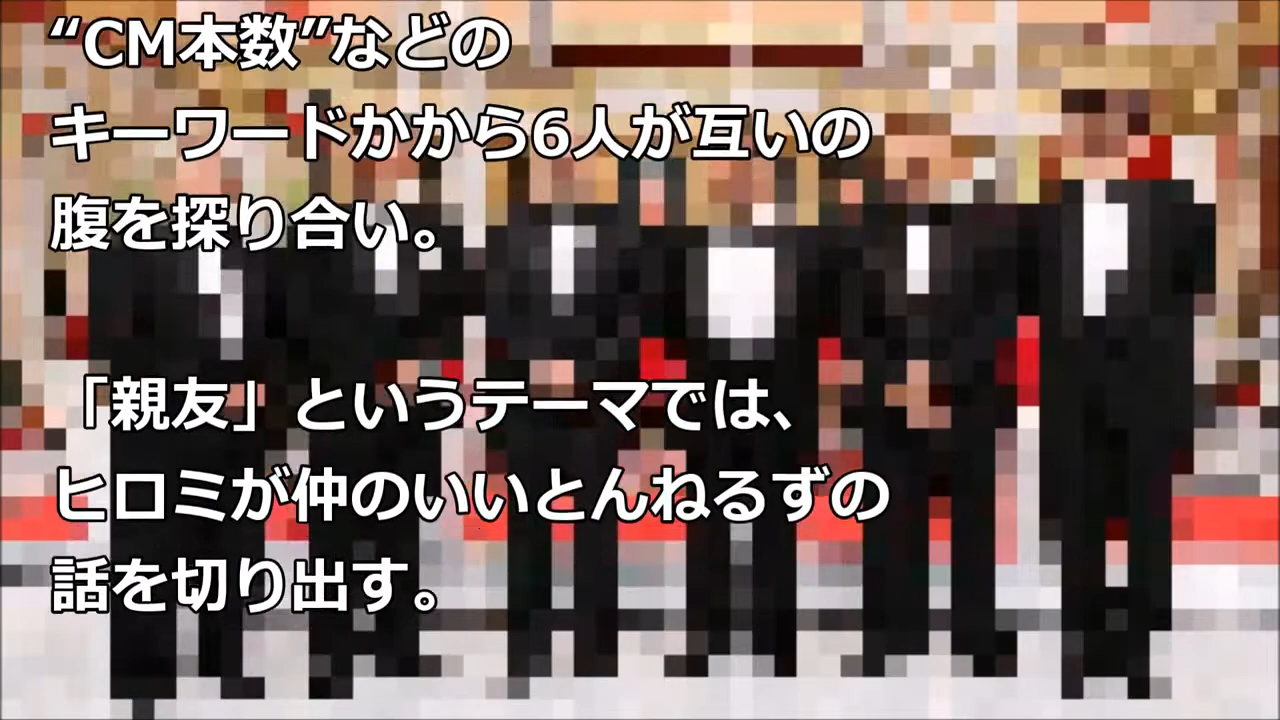 “CM本数”などの
キーワードかから6人が互いの
腹を探り合い。
「親友」というテーマでは、
ヒロミが仲のいいとんねるずの
話を切り出す。